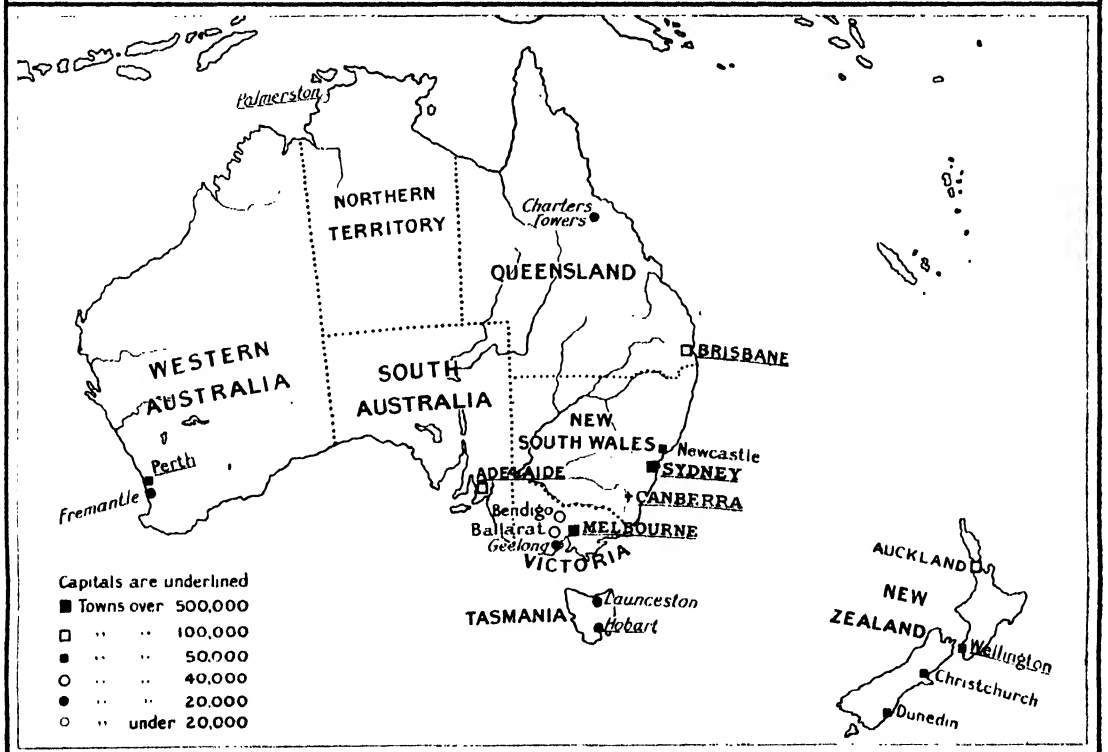 Palmerston
NORTHERN
TERRITORY
Charters
Towers
QUEENSLAND
BRISBANE
WESTERN
AUSTRALIA
SOUTH
AUSTRALIA
NEW
SOUTH WALES
Newcastle
SYDNEY
ADELAIDE
CANBERRA
Perth
Fremantle
Bendigo
Ballarat
Geelong
MELBOURNE
VICTORIA
TASMANIA
Launceston
Hobart
AUCKLAND
NEW
ZEALAND
Wellington
Christchurch
Dunedin
Capitals are underlined
Towns over 500,000
" " 100,000
" " 50,000
" " 40,000
" " 20,000
" under 20,000